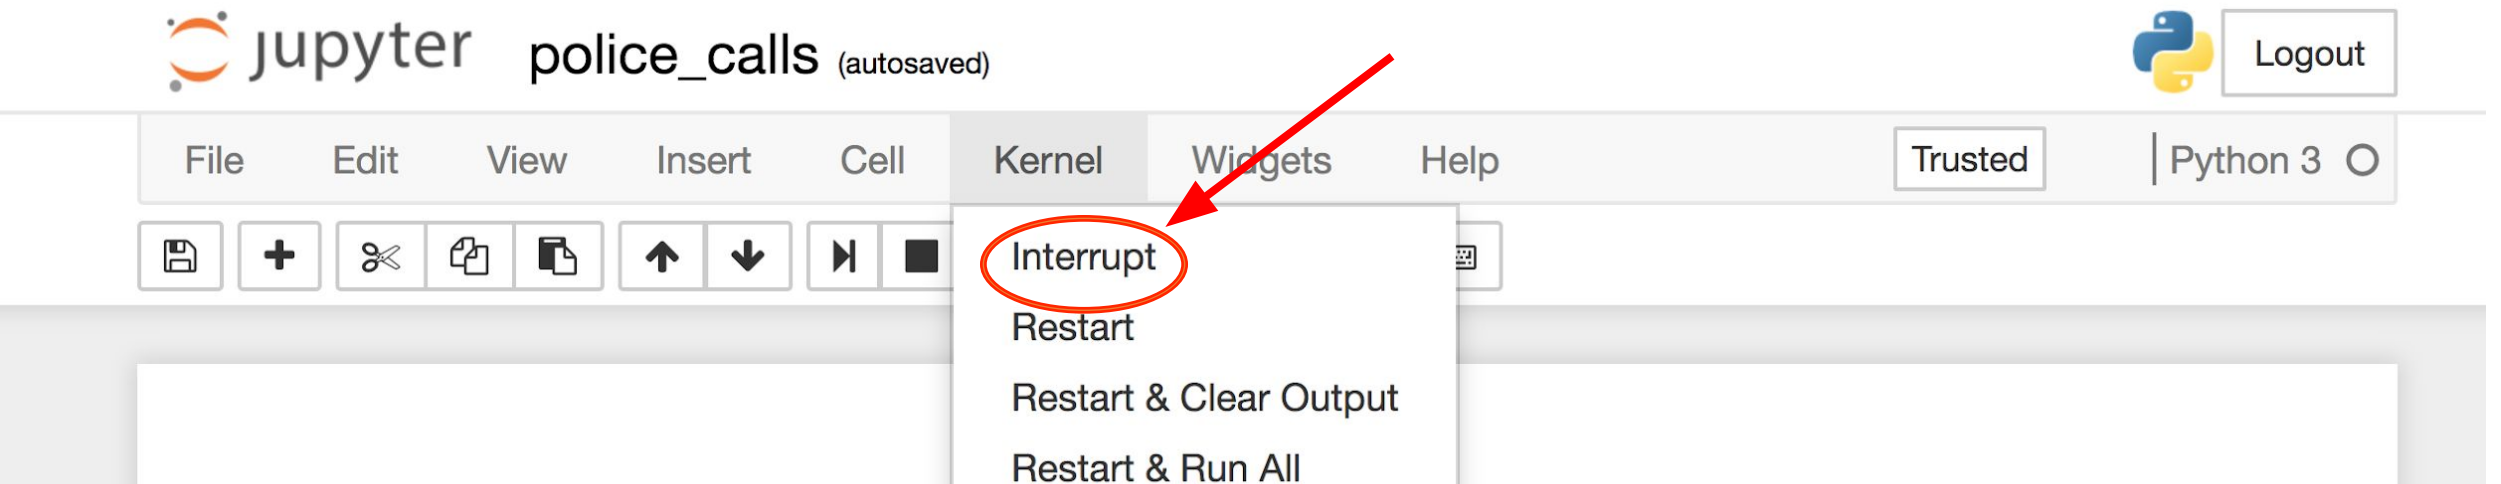 jupyter police_calls (autosaved) Logout
File Edit View Insert Cell Kernel Widgets Help Trusted Python 3
Interrupt
Restart
Restart & Clear Output
Restart & Run All